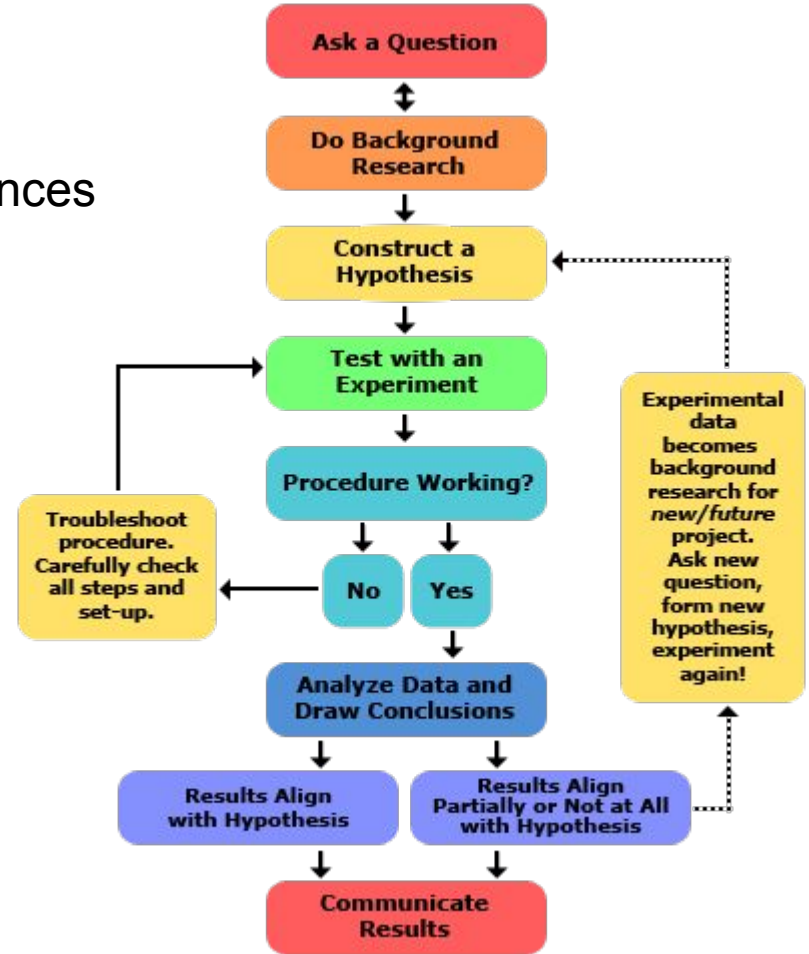 Ask a Question
Do Background
Research
nces
Construct a
Hypothesis
Test with an
Experiment
Procedure Working?
No
Yes
Troubleshoot
procedure.
Carefully check
all steps and
set-up.
Experimental
data
becomes
background
research for
new/future
project.
Ask new
question,
form new
hypothesis,
experiment
again!
Analyze Data and
Draw Conclusions
Results Align
with Hypothesis
Results Align
Partially or Not at All
with Hypothesis
Communicate
Results